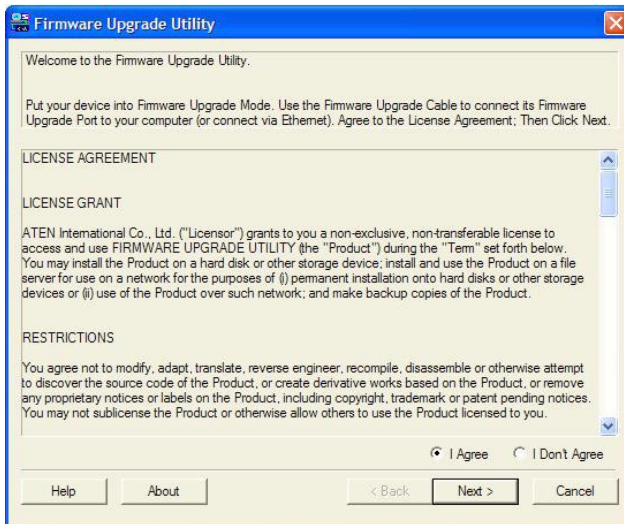 Firmware Upgrade Utility
Welcome to the Firmware Upgrade Utility.
Put your device into Firmware Upgrade Mode. Use the Firmware Upgrade Cable to connect its Firmware
Upgrade Port to your computer (or connect via Ethernet). Agree to the License Agreement; Then Click Next.
LICENSE AGREEMENT
LICENSE GRANT
ATEN International Co., Ltd. ("Licensor") grants to you a non-exclusive, non-transferable license to
access and use FIRMWARE UPGRADE UTILITY (the "Product") during the "Term" set forth below.
You may install the Product on a hard disk or other storage device; install and use the Product on a file
server for use on a network for the purposes of (i) permanent installation onto hard disks or other storage
devices or (ii) use of the Product over such network; and make backup copies of the Product.
RESTRICTIONS
You agree not to modify, adapt, translate, reverse engineer, recompile, disassemble or otherwise attempt
to discover the source code of the Product, or create derivative works based on the Product, or remove
any proprietary notices or labels on the Product, including copyright, trademark or patent pending notices.
You may not sublicense the Product or otherwise allow others to use the Product licensed to you.
I Agree I Don't Agree
Help About < Back Next > Cancel